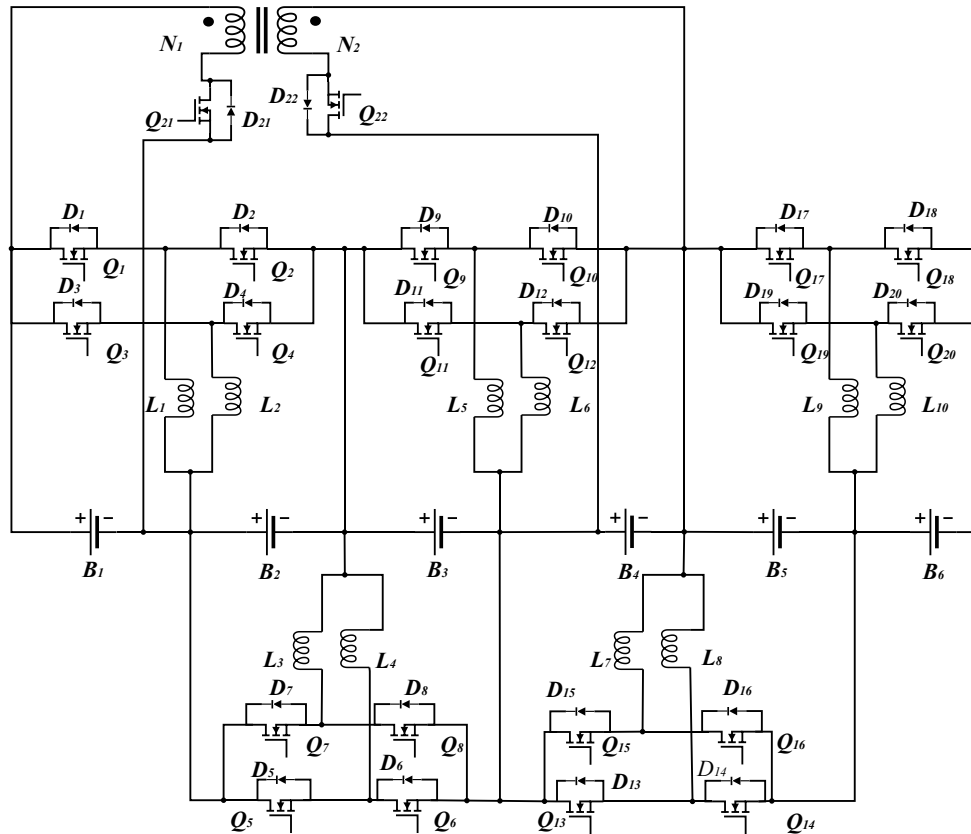 N1 N2
D22
Q21 D21 Q22
D1 D2 D9 D10 D17 D18
Q1 Q2 Q9 Q10 Q17 Q18
D3 D4 D11 D12 D19 D20
Q3 Q4 Q11 Q12 Q19 Q20
L1 L2 L5 L6 L9 L10
+ − + − + − + − + − + −
B1 B2 B3 B4 B5 B6
L3 L4 L7 L8
D7 D8 D15 D16
Q7 Q8 Q15 Q16
D5 D6 D13 D14
Q5 Q6 Q13 Q14